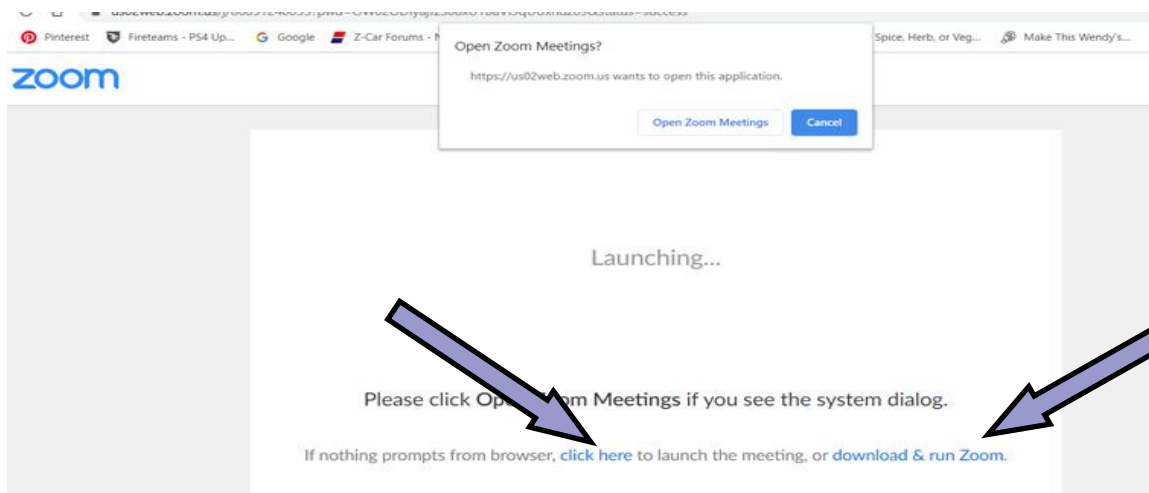 Pinterest Fireteams - PS4 Up... Google Z-Car Forums - Spice, Herb, or Veg... Make This Wendy's...
Open Zoom Meetings?
https://us02web.zoom.us wants to open this application.
Open Zoom Meetings Cancel
zoom
Launching...
Please click Zoom Meetings if you see the system dialog.
If nothing prompts from browser, click here to launch the meeting, or download & run Zoom.